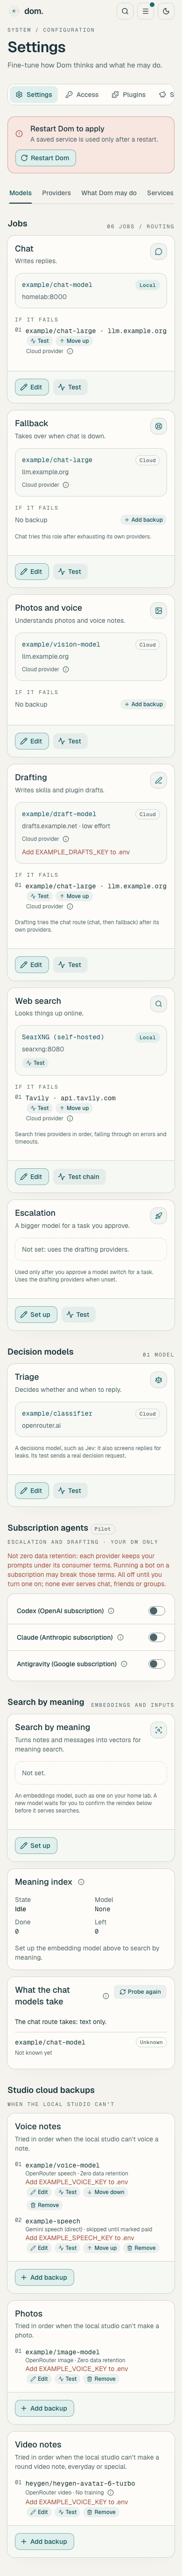 dom.
SYSTEM / CONFIGURATION
Settings
Fine-tune how Dom thinks and what he may do.
Settings
Access
Plugins
S
Restart Dom to apply
A saved service is used only after a restart.
Restart Dom
Models
Providers
What Dom may do
Services
Jobs
06 JOBS / ROUTING
Chat
Writes replies.
example/chat-model
Local
homelab:8000
IF IT FAILS
01 example/chat-large · llm.example.org
Test
Move up
Cloud provider
Edit
Test
Fallback
Takes over when chat is down.
example/chat-large
Cloud
llm.example.org
Cloud provider
IF IT FAILS
No backup
Add backup
Chat tries this role after exhausting its own providers.
Edit
Test
Photos and voice
Understands photos and voice notes.
example/vision-model
Cloud
llm.example.org
Cloud provider
IF IT FAILS
No backup
Add backup
Edit
Test
Drafting
Writes skills and plugin drafts.
example/draft-model
Cloud
drafts.example.net · low effort
Cloud provider
Add EXAMPLE_DRAFTS_KEY to .env
IF IT FAILS
01 example/chat-large · llm.example.org
Test
Move up
Cloud provider
Drafting tries the chat route (chat, then fallback) after its
own providers.
Edit
Test
Web search
Looks things up online.
SearXNG (self-hosted)
Local
searxng:8080
Test
IF IT FAILS
01 Tavily · api.tavily.com
Test
Move up
Cloud provider
Search tries providers in order, falling through on errors and
timeouts.
Edit
Test chain
Escalation
A bigger model for a task you approve.
Not set: uses the drafting providers.
Used only after you approve a model switch for a task.
Uses the drafting providers when unset.
Set up
Test
Decision models
01 MODEL
Triage
Decides whether and when to reply.
example/classifier
Cloud
openrouter.ai
A decisions model, such as Jev: it also screens replies for
leaks. Its test sends a real decision request.
Edit
Test
Subscription agents
Pilot
ESCALATION AND DRAFTING · YOUR DM ONLY
Not zero data retention: each provider keeps your
prompts under its consumer terms. Running a bot on a
subscription may break those terms. All off until you
turn one on; none ever serves chat, friends or groups.
Codex (OpenAI subscription)
Claude (Anthropic subscription)
Antigravity (Google subscription)
Search by meaning
EMBEDDINGS AND INPUTS
Search by meaning
Turns notes and messages into vectors for
meaning search.
Not set.
An embeddings model, such as one on your home lab. A
new model waits for you to confirm the reindex below
before it serves searches.
Set up
Meaning index
State
Model
Idle
None
Done
Left
0
0
Set up the embedding model above to search by
meaning.
What the chat
models take
Probe again
The chat route takes: text only.
example/chat-model
Unknown
Not known yet
Studio cloud backups
WHEN THE LOCAL STUDIO CAN'T
Voice notes
Tried in order when the local studio can't voice a
note.
01 example/voice-model
OpenRouter speech · Zero data retention
Add EXAMPLE_VOICE_KEY to .env
Edit
Test
Move down
Remove
02 example-speech
Gemini speech (direct) · skipped until marked paid
Add EXAMPLE_SPEECH_KEY to .env
Edit
Test
Move up
Remove
Add backup
Photos
Tried in order when the local studio can't make a
photo.
01 example/image-model
OpenRouter image · Zero data retention
Add EXAMPLE_VOICE_KEY to .env
Edit
Test
Remove
Add backup
Video notes
Tried in order when the local studio can't make a
round video note, everyday or special.
01 heygen/heygen-avatar-6-turbo
OpenRouter video · No training
Add EXAMPLE_VOICE_KEY to .env
Edit
Test
Remove
Add backup